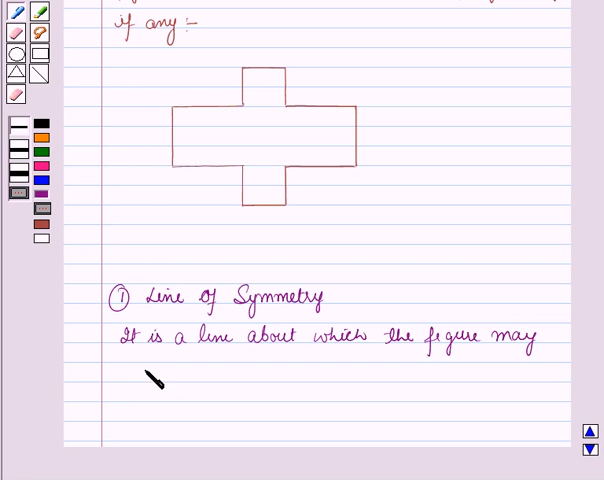 if any :-
① Line of Symmetry
It is a line about which the figure may